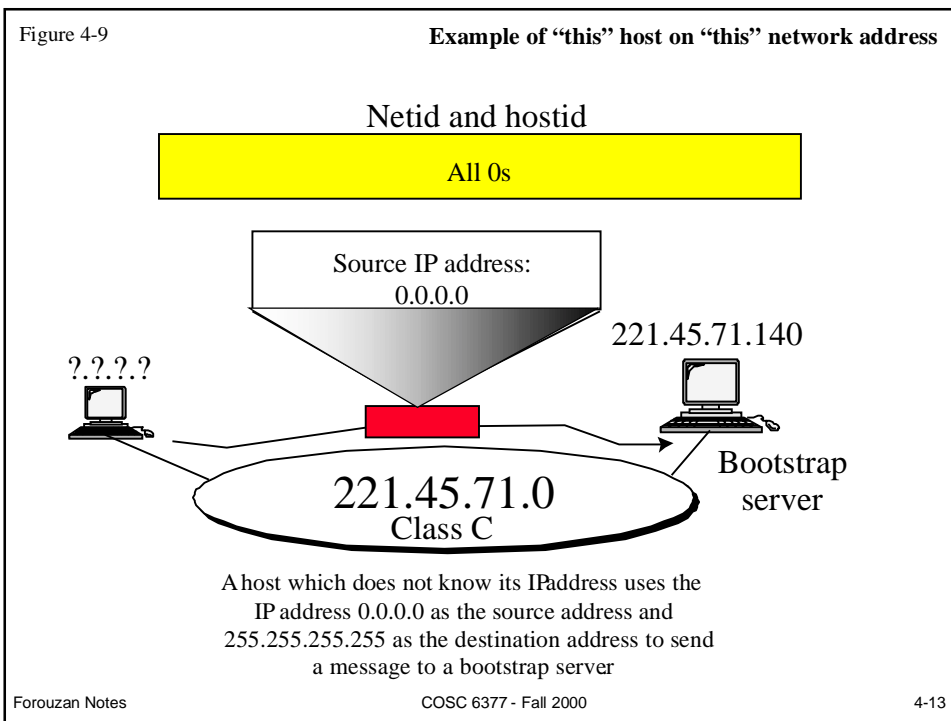 Figure 4-9
Example of “this” host on “this” network address
Netid and hostid
All 0s
Source IP address:
0.0.0.0
221.45.71.140
?.?.?.?
Bootstrap
server
221.45.71.0
Class C
A host which does not know its IP address uses the
IP address 0.0.0.0 as the source address and
255.255.255.255 as the destination address to send
a message to a bootstrap server
Forouzan Notes
COSC 6377 - Fall 2000
4-13